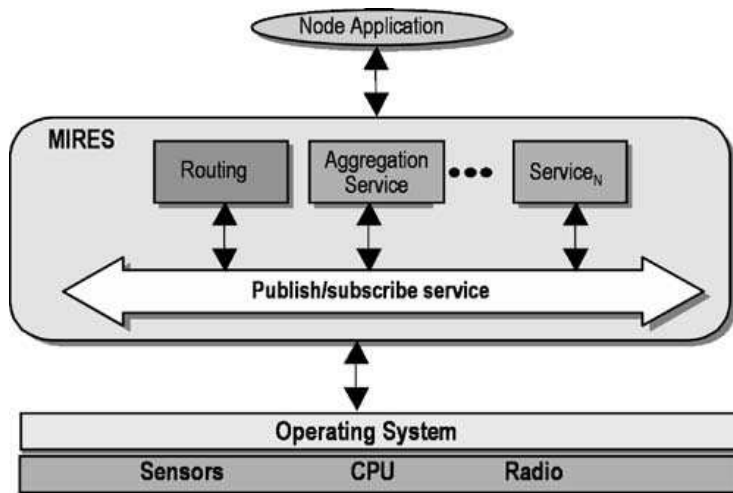 Node Application
MIRES
Routing
Aggregation
Service
Service_N
Publish/subscribe service
Operating System
Sensors CPU Radio